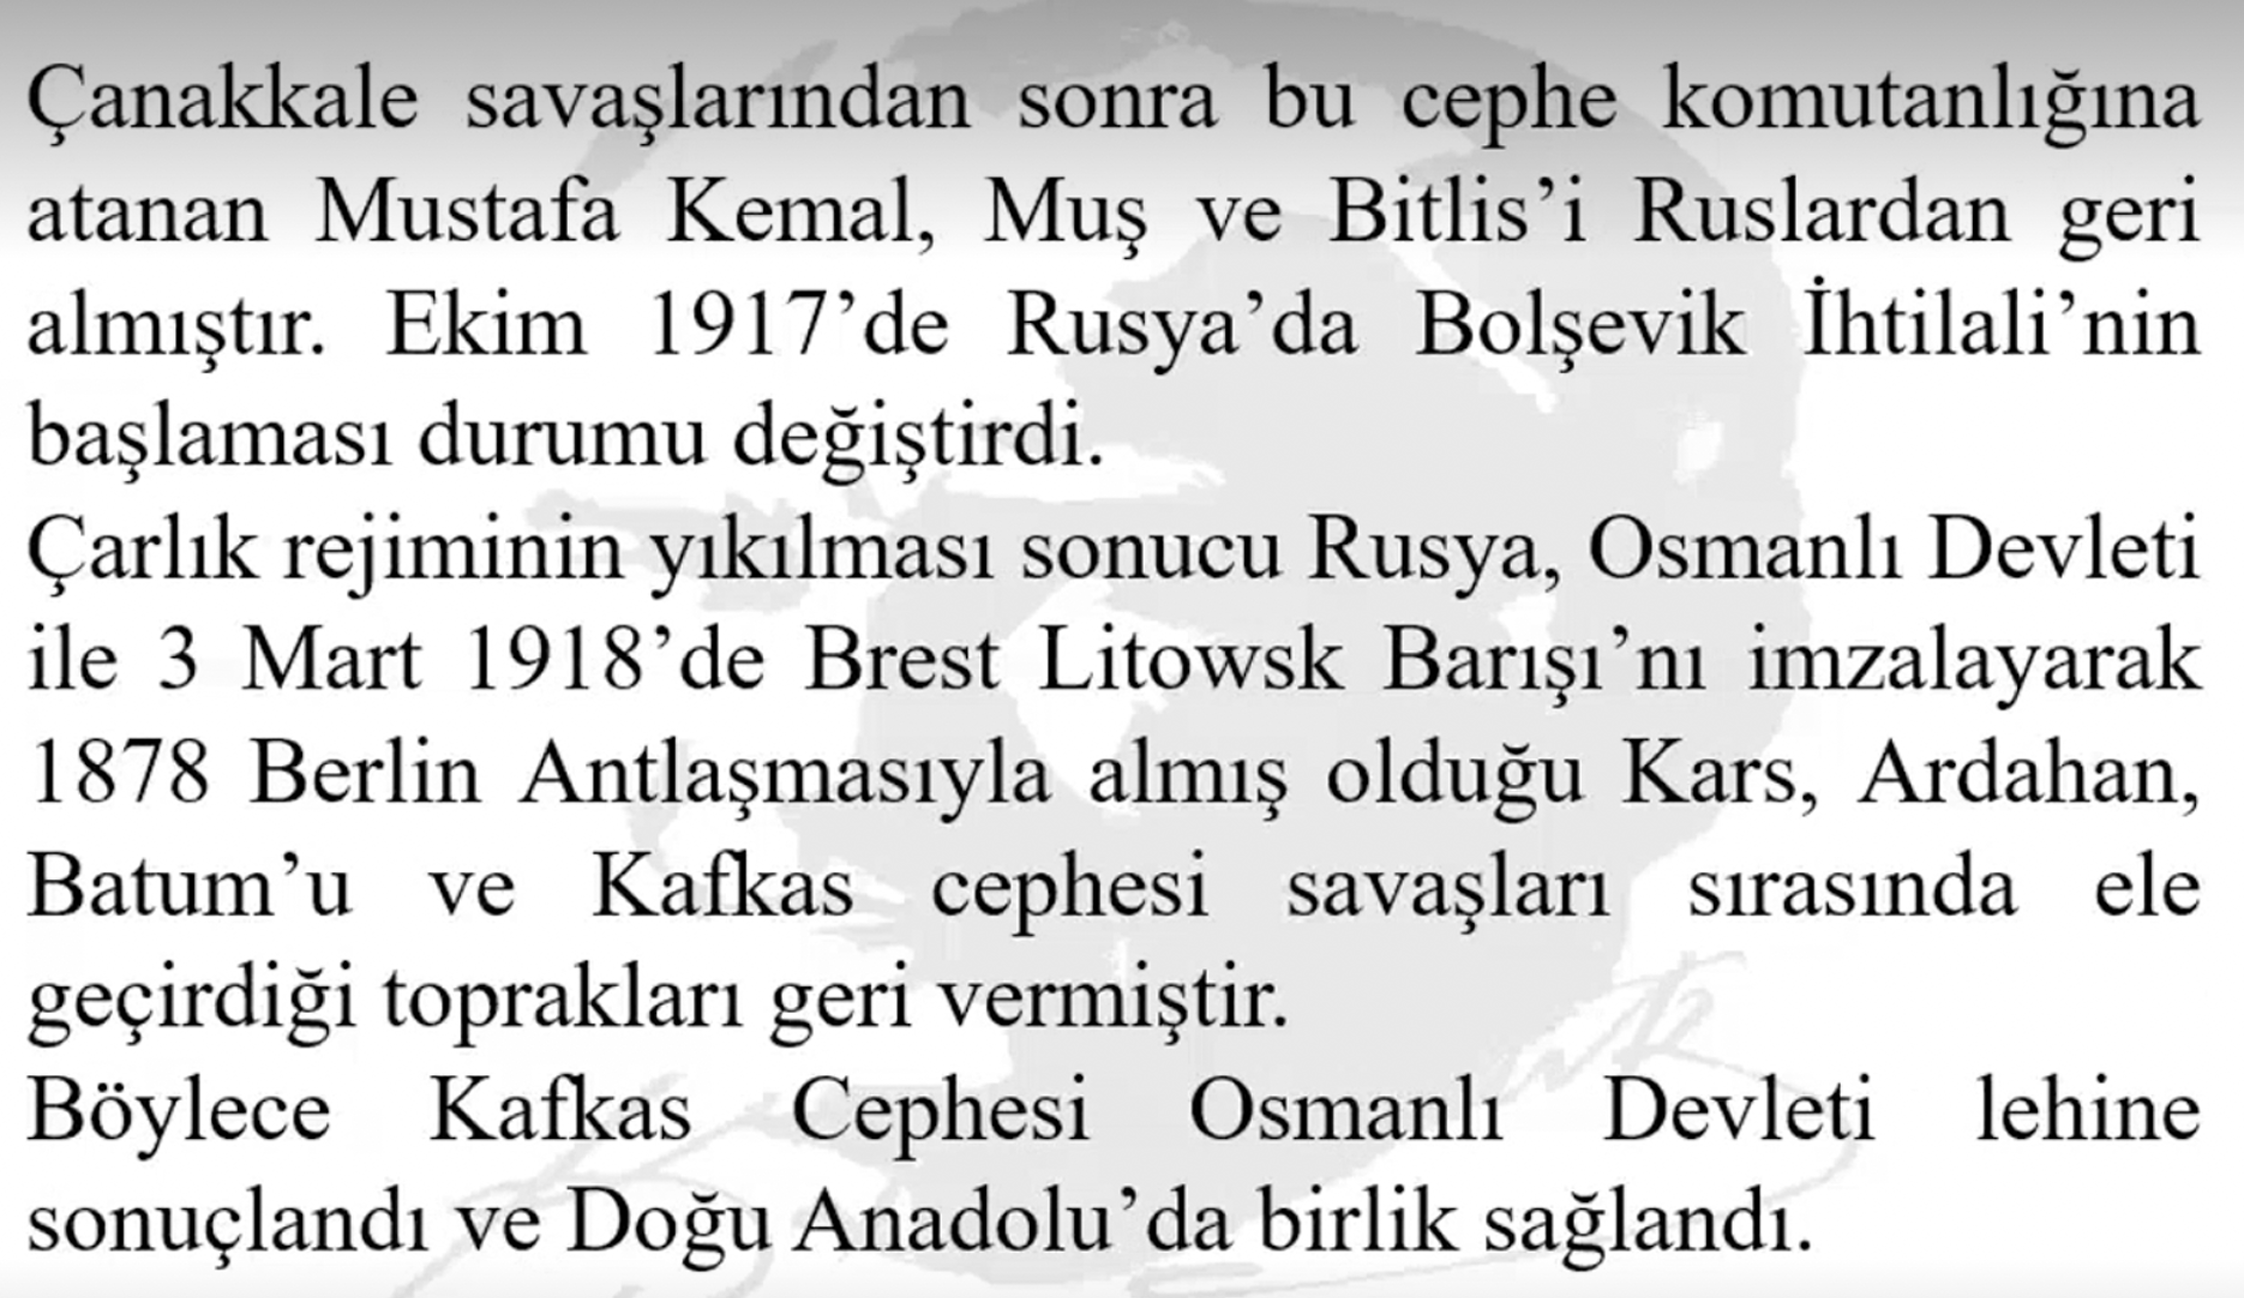 Çanakkale savaşlarından sonra bu cephe komutanlığına
atanan Mustafa Kemal, Muş ve Bitlis’i Ruslardan geri
almıştır. Ekim 1917’de Rusya’da Bolşevik İhtilali’nin
başlaması durumu değiştirdi.
Çarlık rejiminin yıkılması sonucu Rusya, Osmanlı Devleti
ile 3 Mart 1918’de Brest Litowsk Barışı’nı imzalayarak
1878 Berlin Antlaşmasıyla almış olduğu Kars, Ardahan,
Batum’u ve Kafkas cephesi savaşları sırasında ele
geçirdiği toprakları geri vermiştir.
Böylece Kafkas Cephesi Osmanlı Devleti lehine
sonuçlandı ve Doğu Anadolu’da birlik sağlandı.